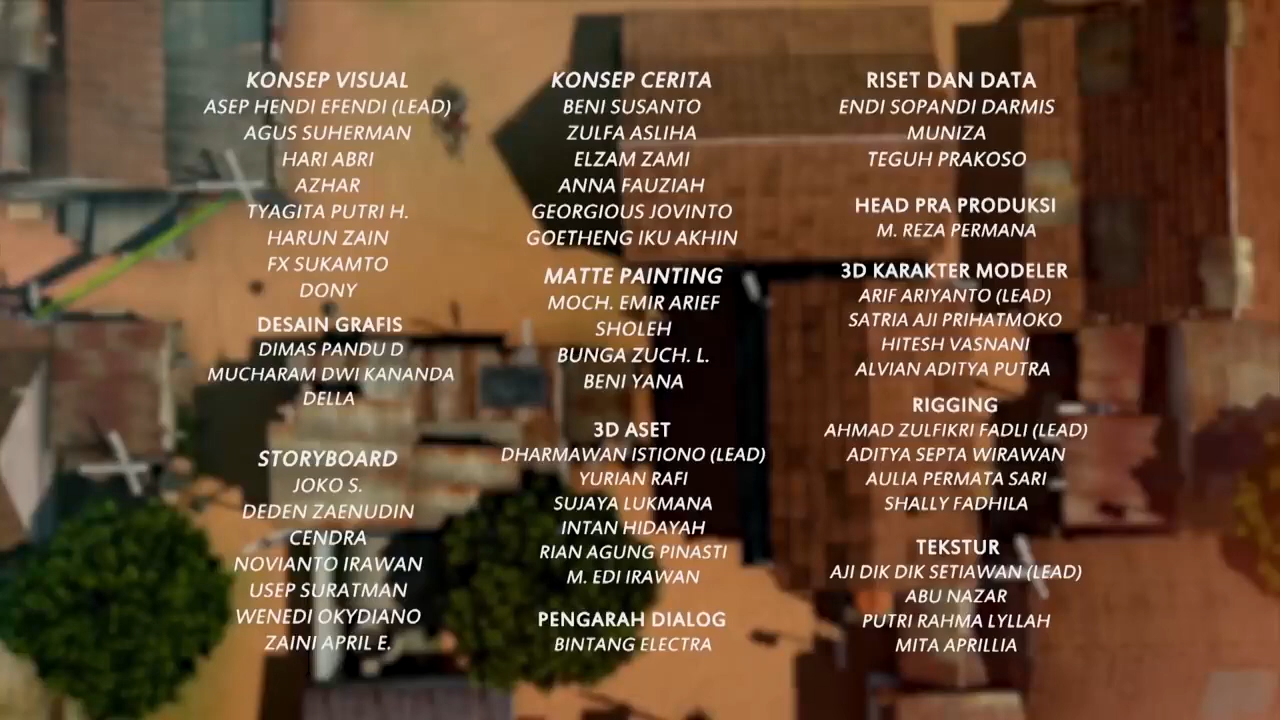 KONSEP VISUAL
ASEP HENDI EFENDI (LEAD)
AGUS SUHERMAN
HARI ABRI
AZHAR
TYAGITA PUTRI H.
HARUN ZAIN
FX SUKAMTO
DONY
DESAIN GRAFIS
DIMAS PANDU D
MUCHARAM DWI KANANDA
DELLA
STORYBOARD
JOKO S.
DEDEN ZAENUDIN
CENDRA
NOVIANTO IRAWAN
USEP SURATMAN
WENEDI OKYDIANO
ZAINI APRIL E.
KONSEP CERITA
BENI SUSANTO
ZULFA ASLIHA
ELZAM ZAMI
ANNA FAUZIAH
GEORGIOUS JOVINTO
GOETHENG IKU AKHIN
MATTE PAINTING
MOCH. EMIR ARIEF
SHOLEH
BUNGA ZUCH. L.
BENI YANA
3D ASET
DHARMAWAN ISTIONO (LEAD)
YURIAN RAFI
SUJAYA LUKMANA
INTAN HIDAYAH
RIAN AGUNG PINASTI
M. EDI IRAWAN
PENGARAH DIALOG
BINTANG ELECTRA
RISET DAN DATA
ENDI SOPANDI DARMIS
MUNIZA
TEGUH PRAKOSO
HEAD PRA PRODUKSI
M. REZA PERMANA
3D KARAKTER MODELER
ARIF ARIYANTO (LEAD)
SATRIA AJI PRIHATMOKO
HITESH VASNANI
ALVIAN ADITYA PUTRA
RIGGING
AHMAD ZULFIKRI FADLI (LEAD)
ADITYA SEPTA WIRAWAN
AULIA PERMATA SARI
SHALLY FADHILA
TEKSTUR
AJI DIK DIK SETIAWAN (LEAD)
ABU NAZAR
PUTRI RAHMA LYLLAH
MITA APRILLIA